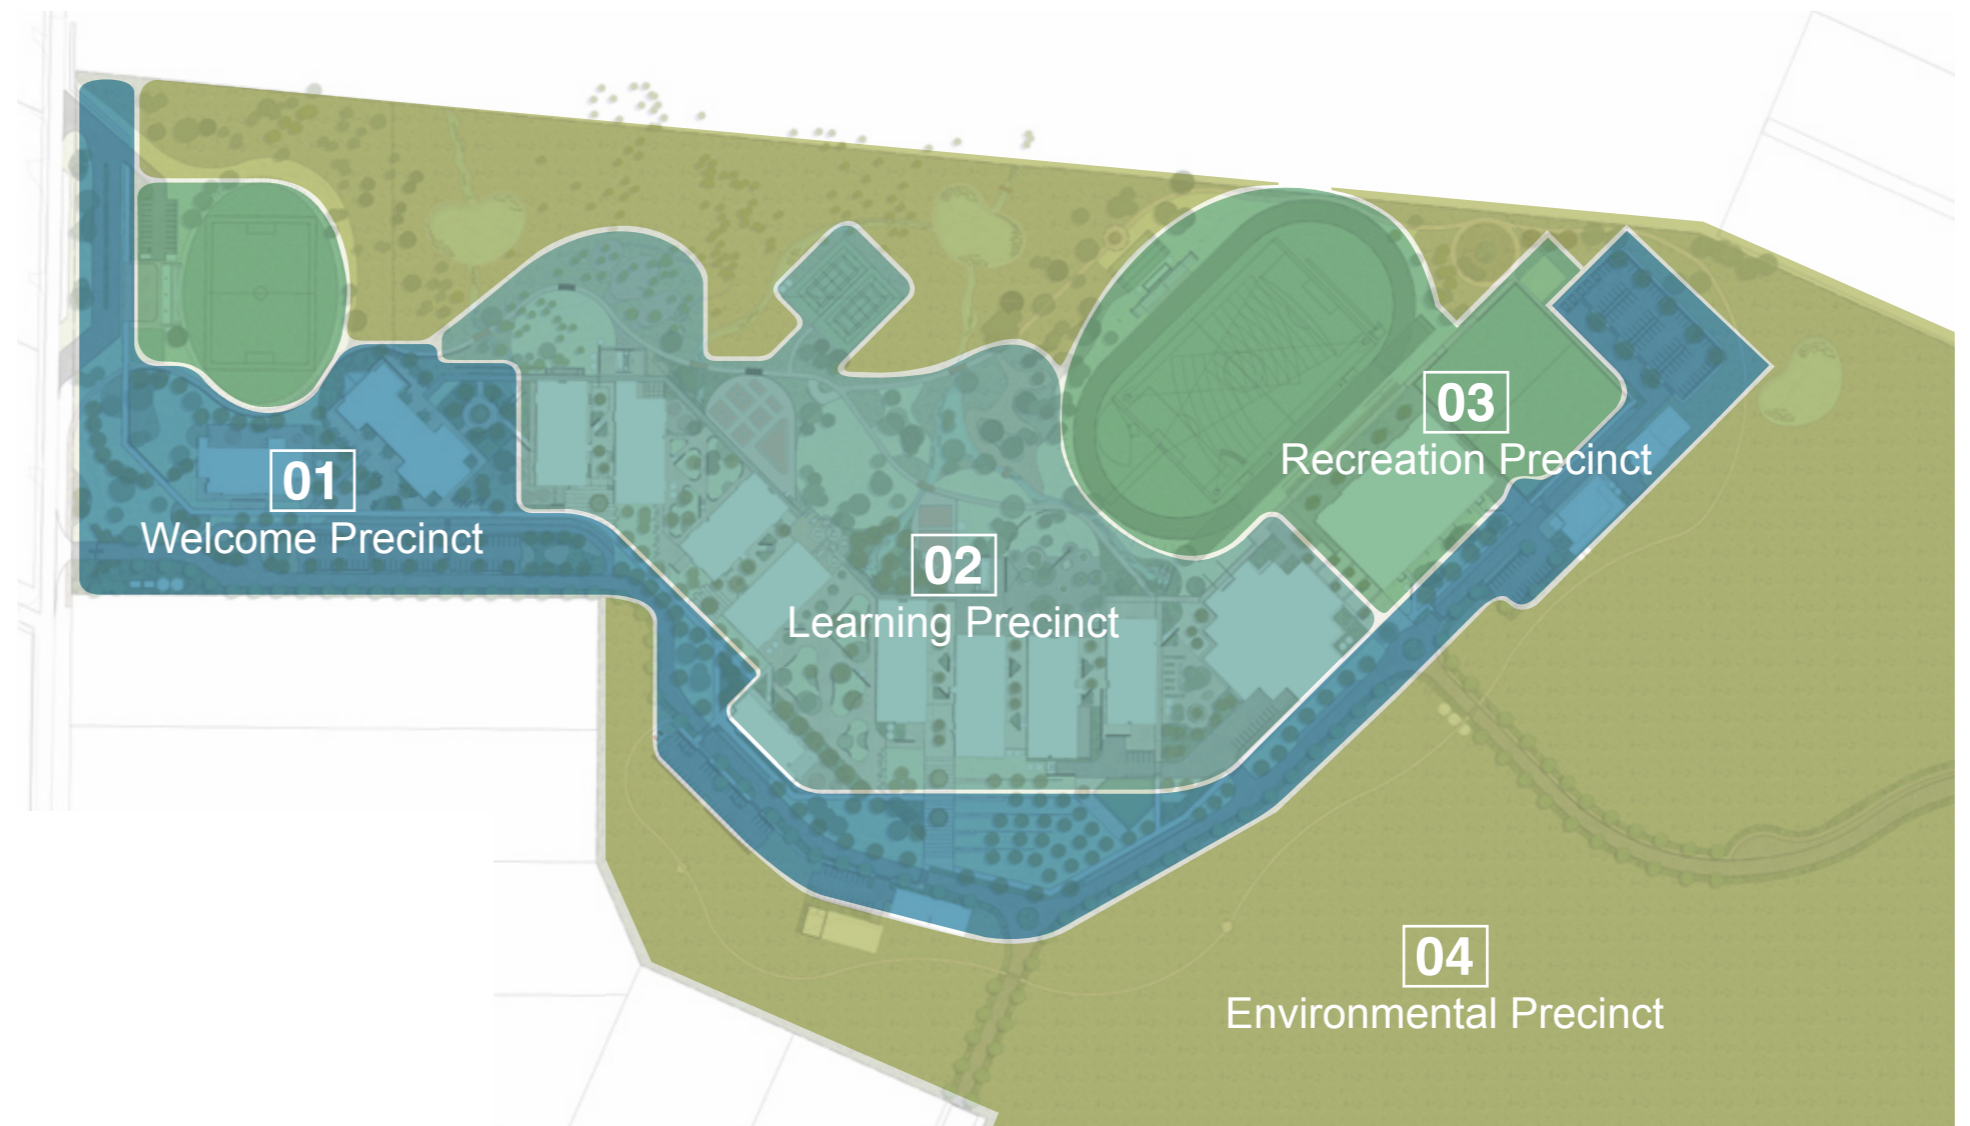 01
Welcome Precinct
02
Learning Precinct
03
Recreation Precinct
04
Environmental Precinct